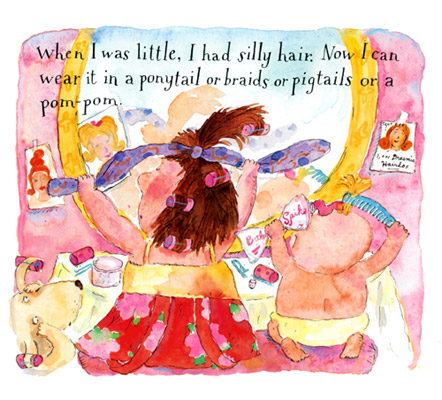 When I was little, I had silly hair. Now I can
wear it in a ponytail or braids or pigtails or a
pom-pom.